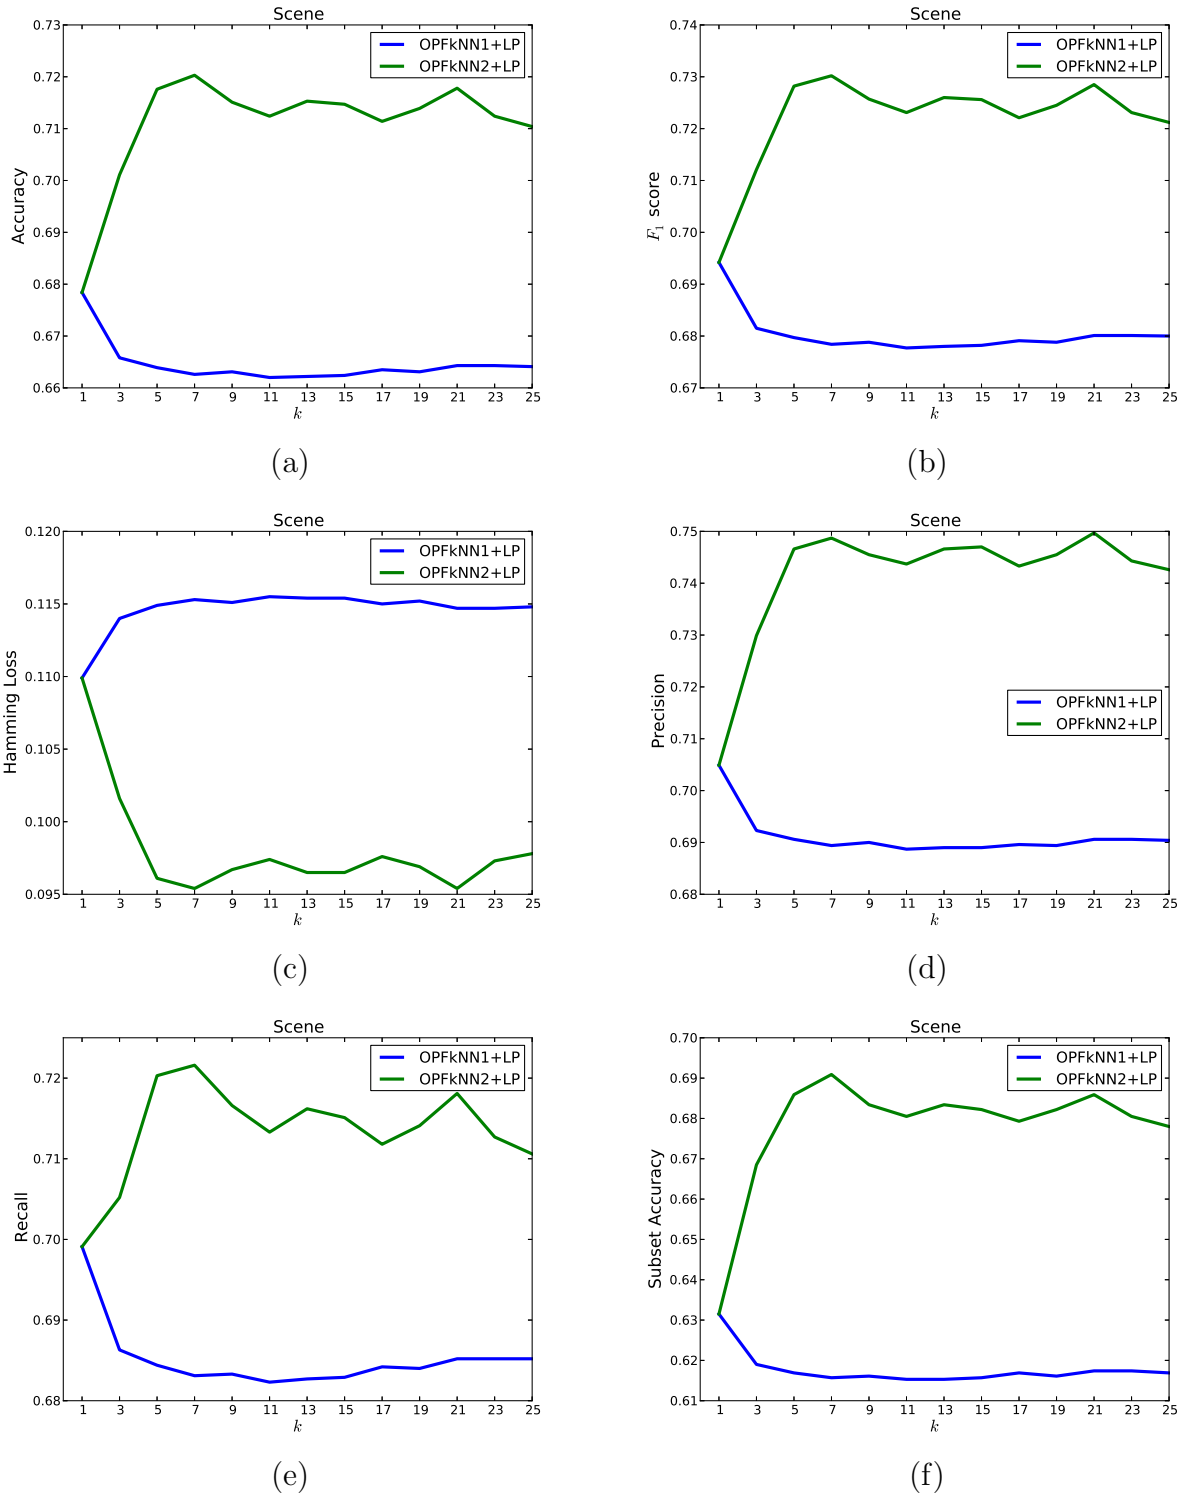 Scene
OPFkNN1+LP
OPFkNN2+LP
0.73
0.72
0.71
0.70
0.69
0.68
0.67
0.66
Accuracy
1 3 5 7 9 11 13 15 17 19 21 23 25
k
(a)
Scene
OPFkNN1+LP
OPFkNN2+LP
0.74
0.73
0.72
0.71
0.70
0.69
0.68
0.67
F₁ score
1 3 5 7 9 11 13 15 17 19 21 23 25
k
(b)
Scene
OPFkNN1+LP
OPFkNN2+LP
0.120
0.115
0.110
0.105
0.100
0.095
Hamming Loss
1 3 5 7 9 11 13 15 17 19 21 23 25
k
(c)
Scene
OPFkNN1+LP
OPFkNN2+LP
0.75
0.74
0.73
0.72
0.71
0.70
0.69
0.68
Precision
1 3 5 7 9 11 13 15 17 19 21 23 25
k
(d)
Scene
OPFkNN1+LP
OPFkNN2+LP
0.72
0.71
0.70
0.69
0.68
Recall
1 3 5 7 9 11 13 15 17 19 21 23 25
k
(e)
Scene
OPFkNN1+LP
OPFkNN2+LP
0.70
0.69
0.68
0.67
0.66
0.65
0.64
0.63
0.62
0.61
Subset Accuracy
1 3 5 7 9 11 13 15 17 19 21 23 25
k
(f)